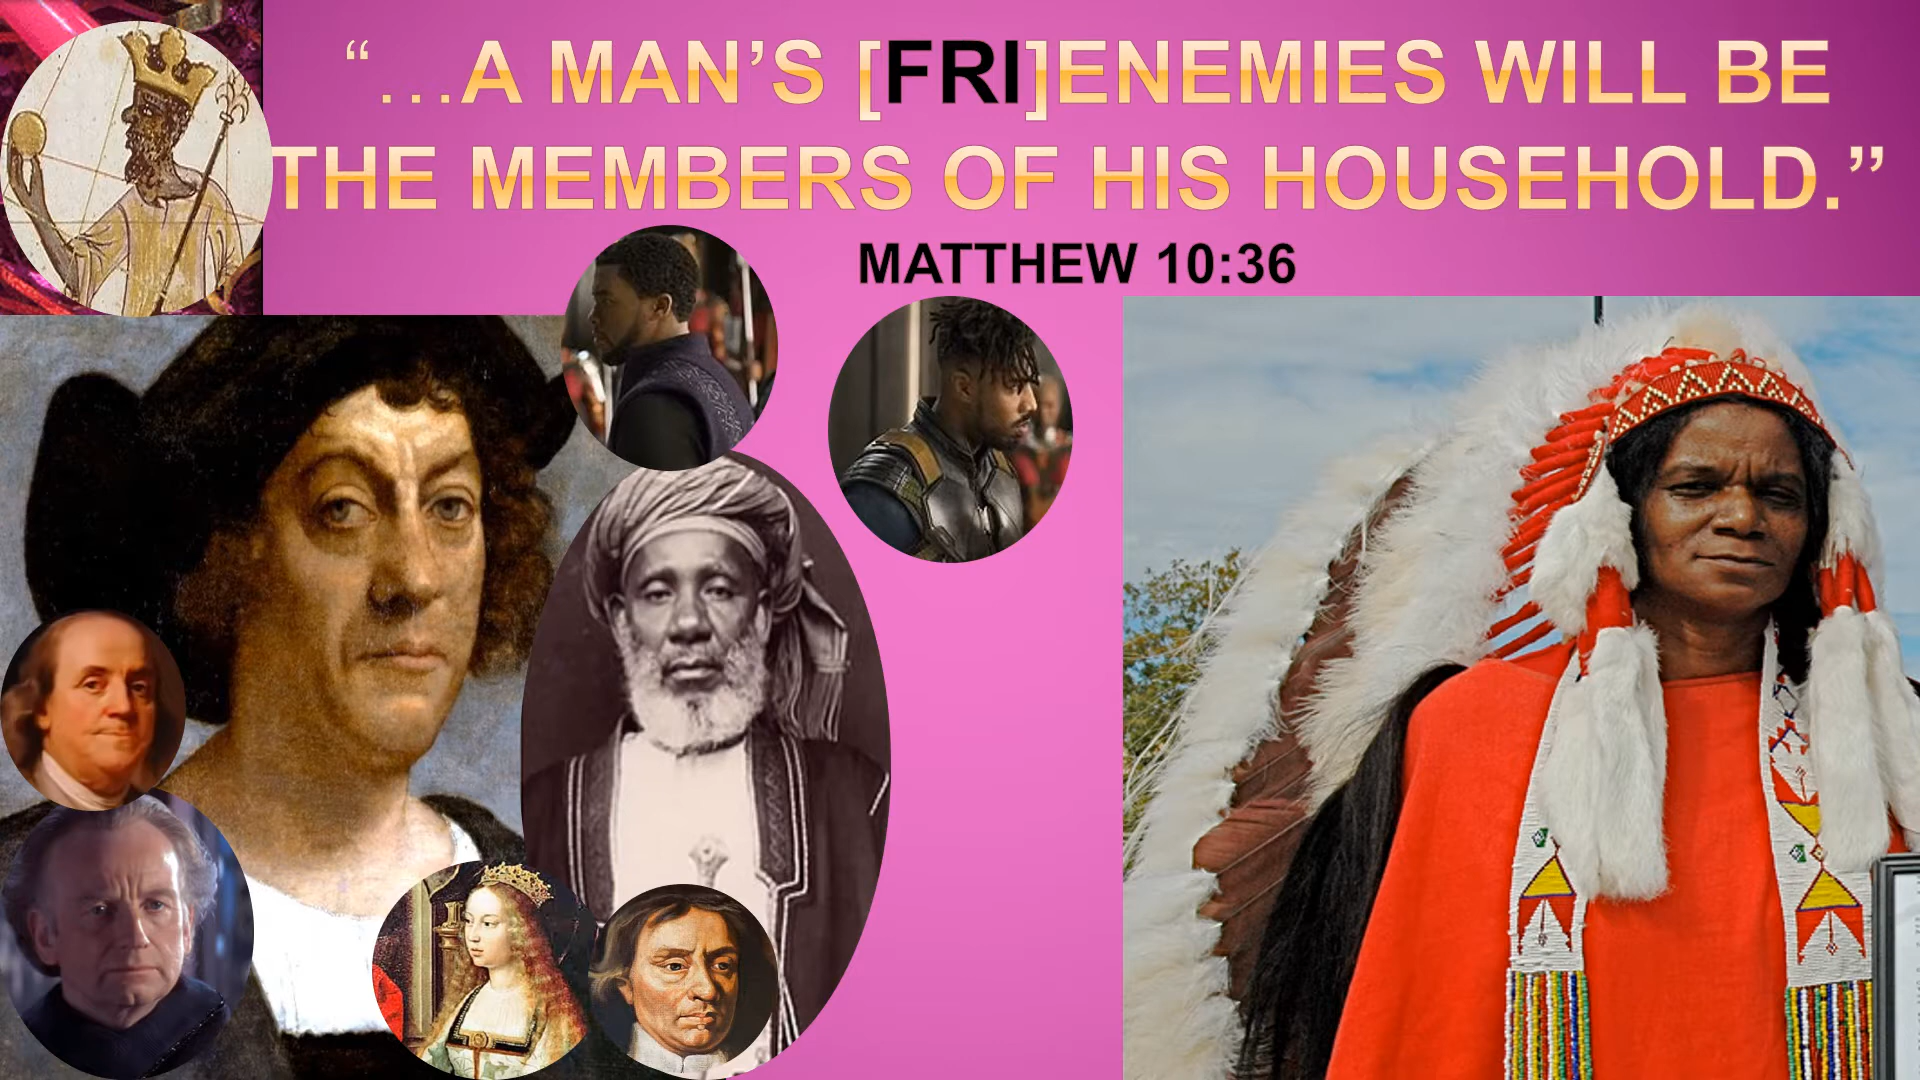 “…A MAN’S [FRI]ENEMIES WILL BE
THE MEMBERS OF HIS HOUSEHOLD.”
MATTHEW 10:36